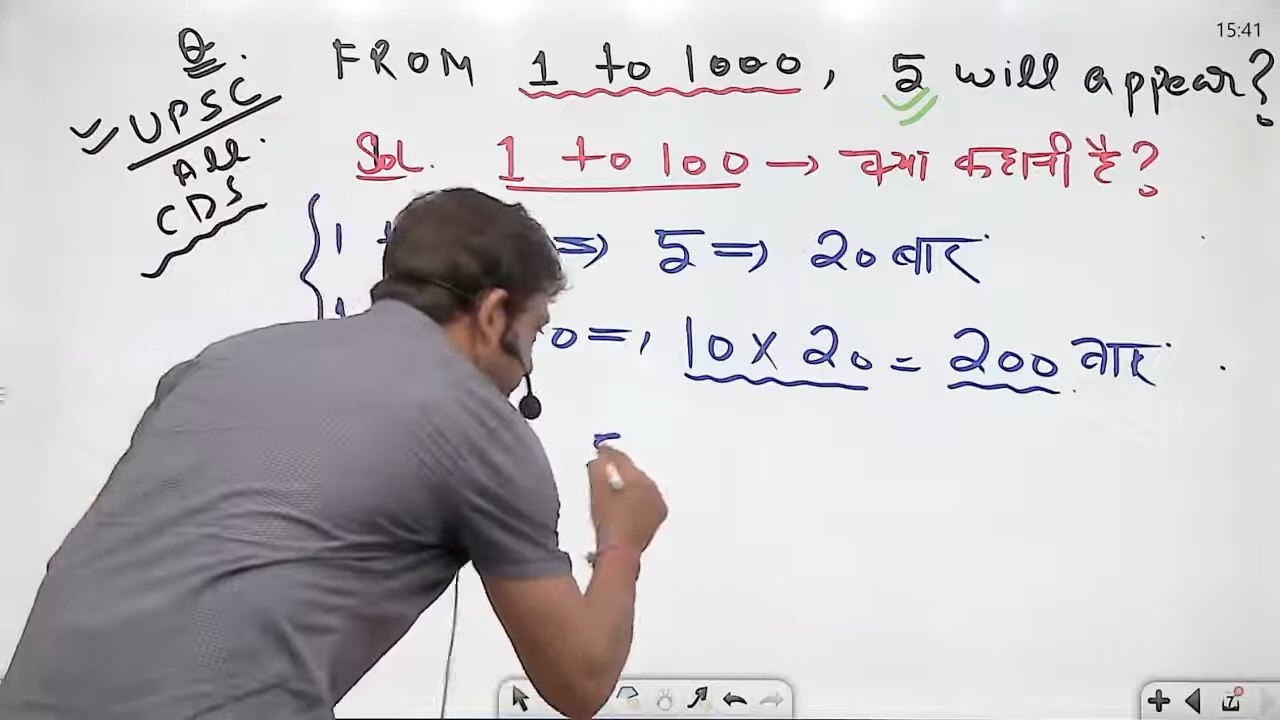 15:41
Q.
FROM 1 to 1000, 5 will appear?
UPSC
All.
CDS
Sol. 1 to 100 → क्या कहानी है?
1 ⇒ 5 ⇒ 20 बार
10 x 20 = 200 बार